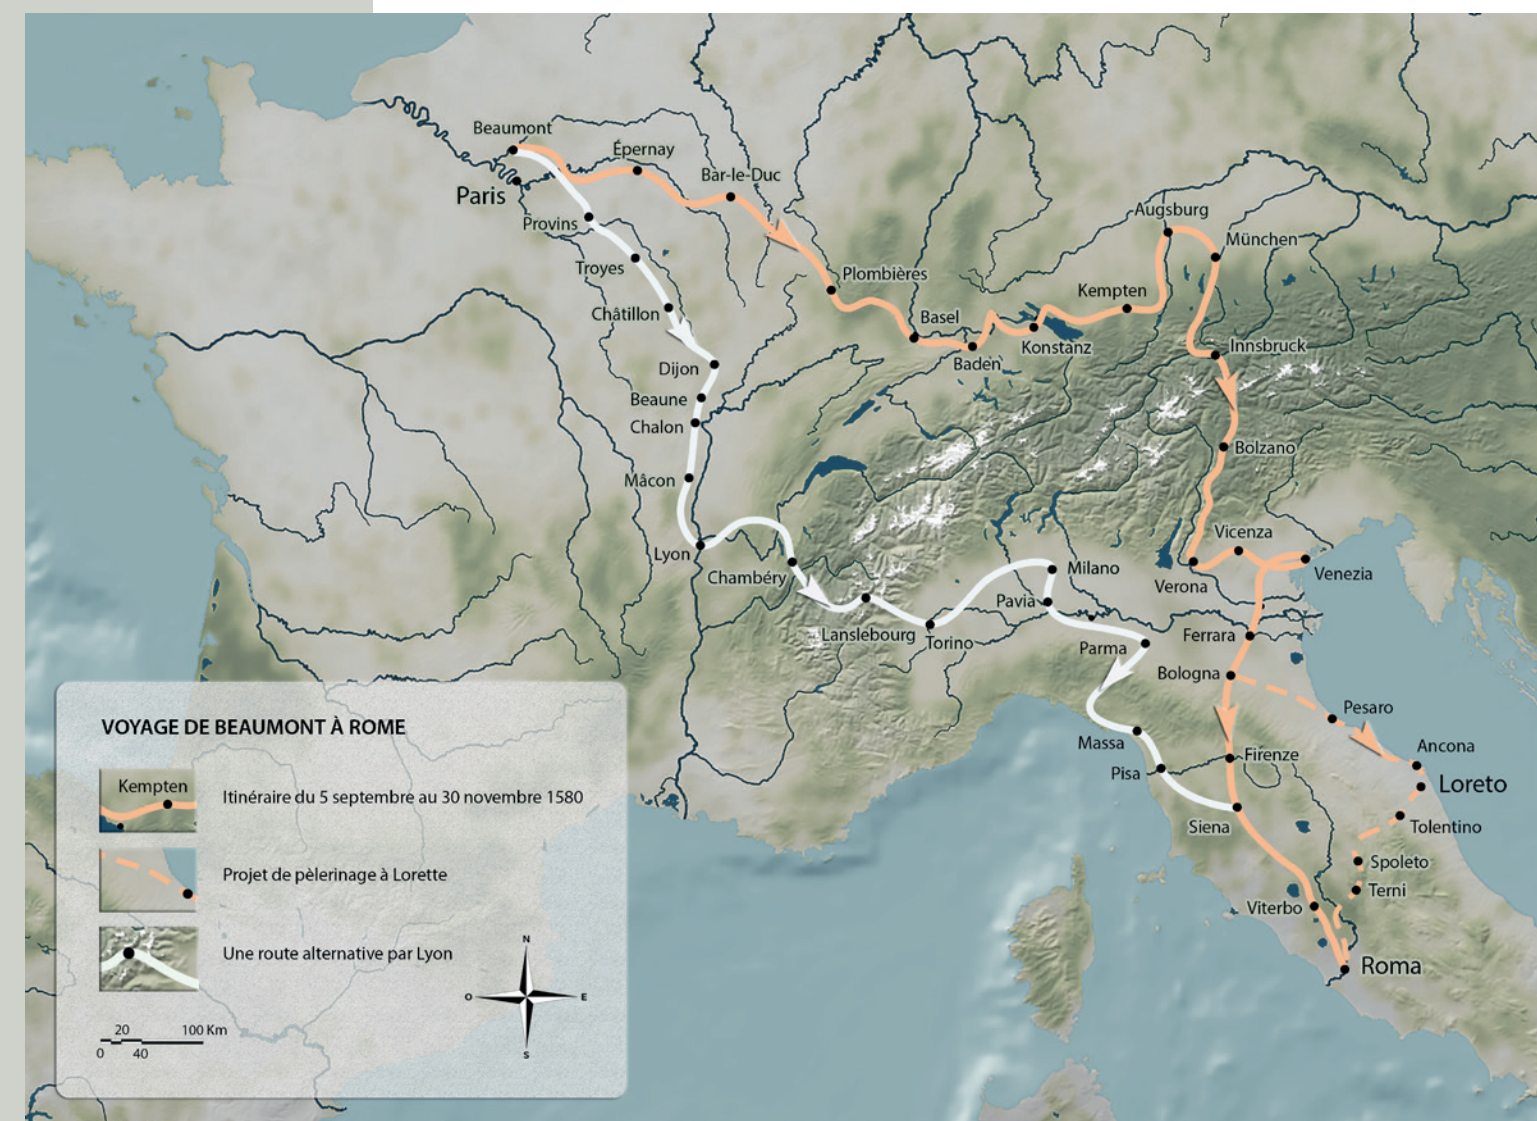 Beaumont
Épernay
Paris
Bar-le-Duc
Provins
Augsburg
München
Troyes
Plombières
Kempten
Châtillon
Basel
Konstanz
Innsbruck
Baden
Dijon
Beaune
Chalon
Bolzano
Mâcon
Vicenza
Lyon
Chambéry
Milano
Verona
Venezia
Pavia
Lanslebourg
Torino
Ferrara
Parma
Bologna
Pesaro
Massa
Ancona
Firenze
Pisa
Loreto
Siena
Tolentino
Spoleto
Terni
Viterbo
Roma
VOYAGE DE BEAUMONT À ROME
Kempten
Itinéraire du 5 septembre au 30 novembre 1580
Projet de pèlerinage à Lorette
Une route alternative par Lyon
N
O
E
S
20 100 Km
0 40